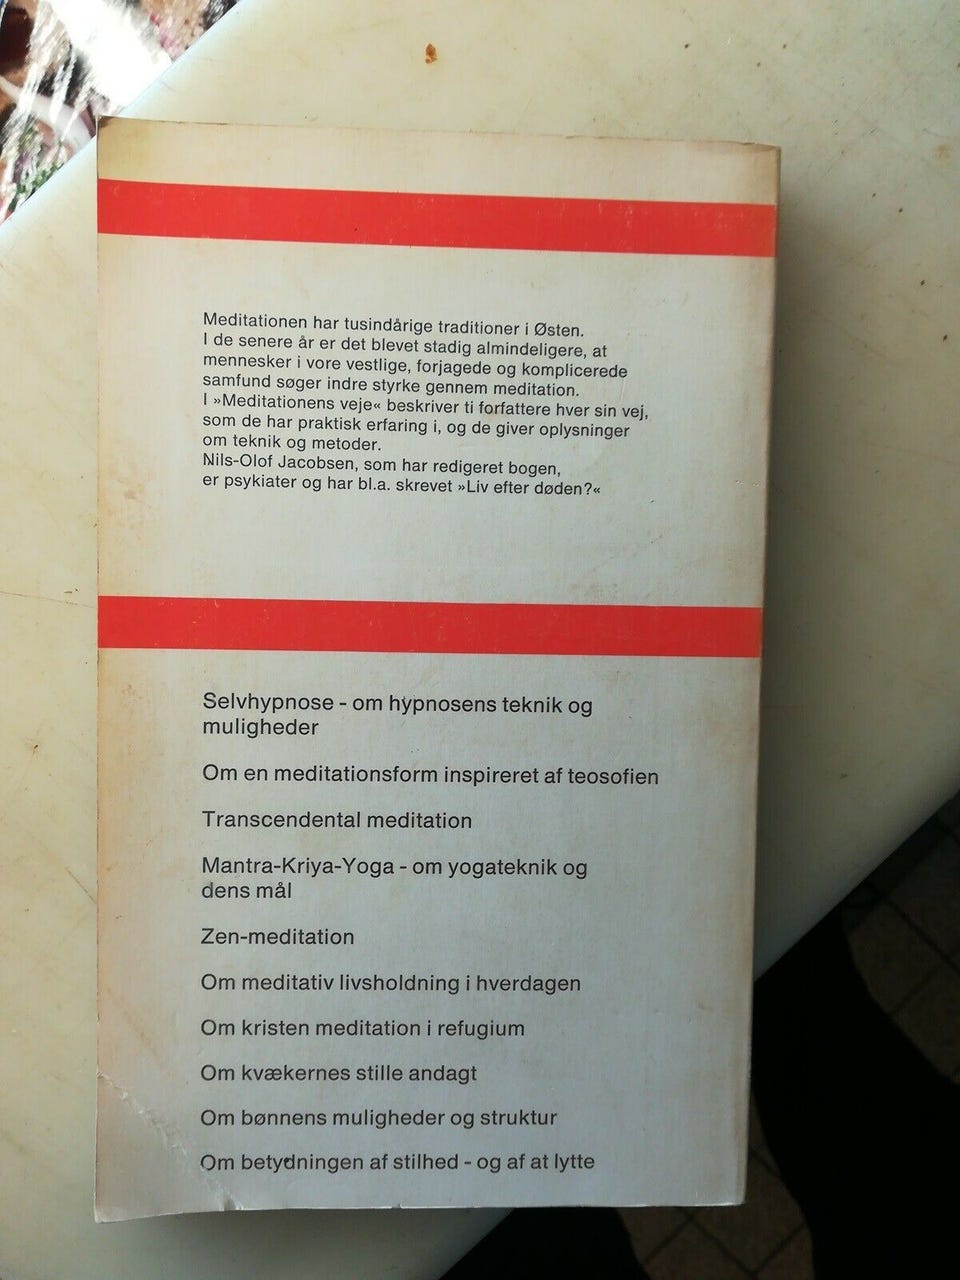 Meditationen har tusindårige traditioner i Østen.
I de senere år er det blevet stadig almindeligere, at
mennesker i vore vestlige, forjagede og komplicerede
samfund søger indre styrke gennem meditation.
I »Meditationens veje« beskriver ti forfattere hver sin vej,
som de har praktisk erfaring i, og de giver oplysninger
om teknik og metoder.
Nils-Olof Jacobsen, som har redigeret bogen,
er psykiater og har bl.a. skrevet »Liv efter døden?«
Selvhypnose - om hypnosens teknik og
muligheder
Om en meditationsform inspireret af teosofien
Transcendental meditation
Mantra-Kriya-Yoga - om yogateknik og
dens mål
Zen-meditation
Om meditativ livsholdning i hverdagen
Om kristen meditation i refugium
Om kvækernes stille andagt
Om bønnens muligheder og struktur
Om betydningen af stilhed - og af at lytte